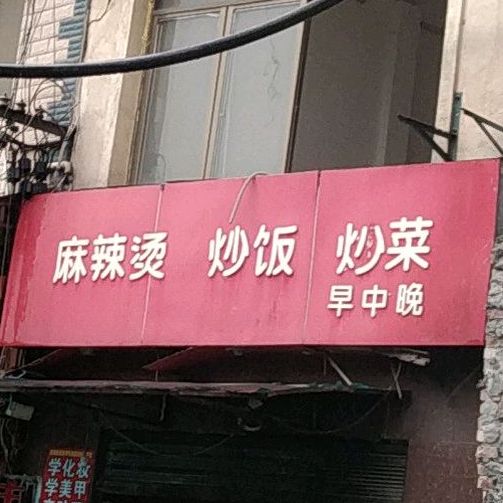 麻辣烫 炒饭 炒菜
早中晚
学化妆
学美甲